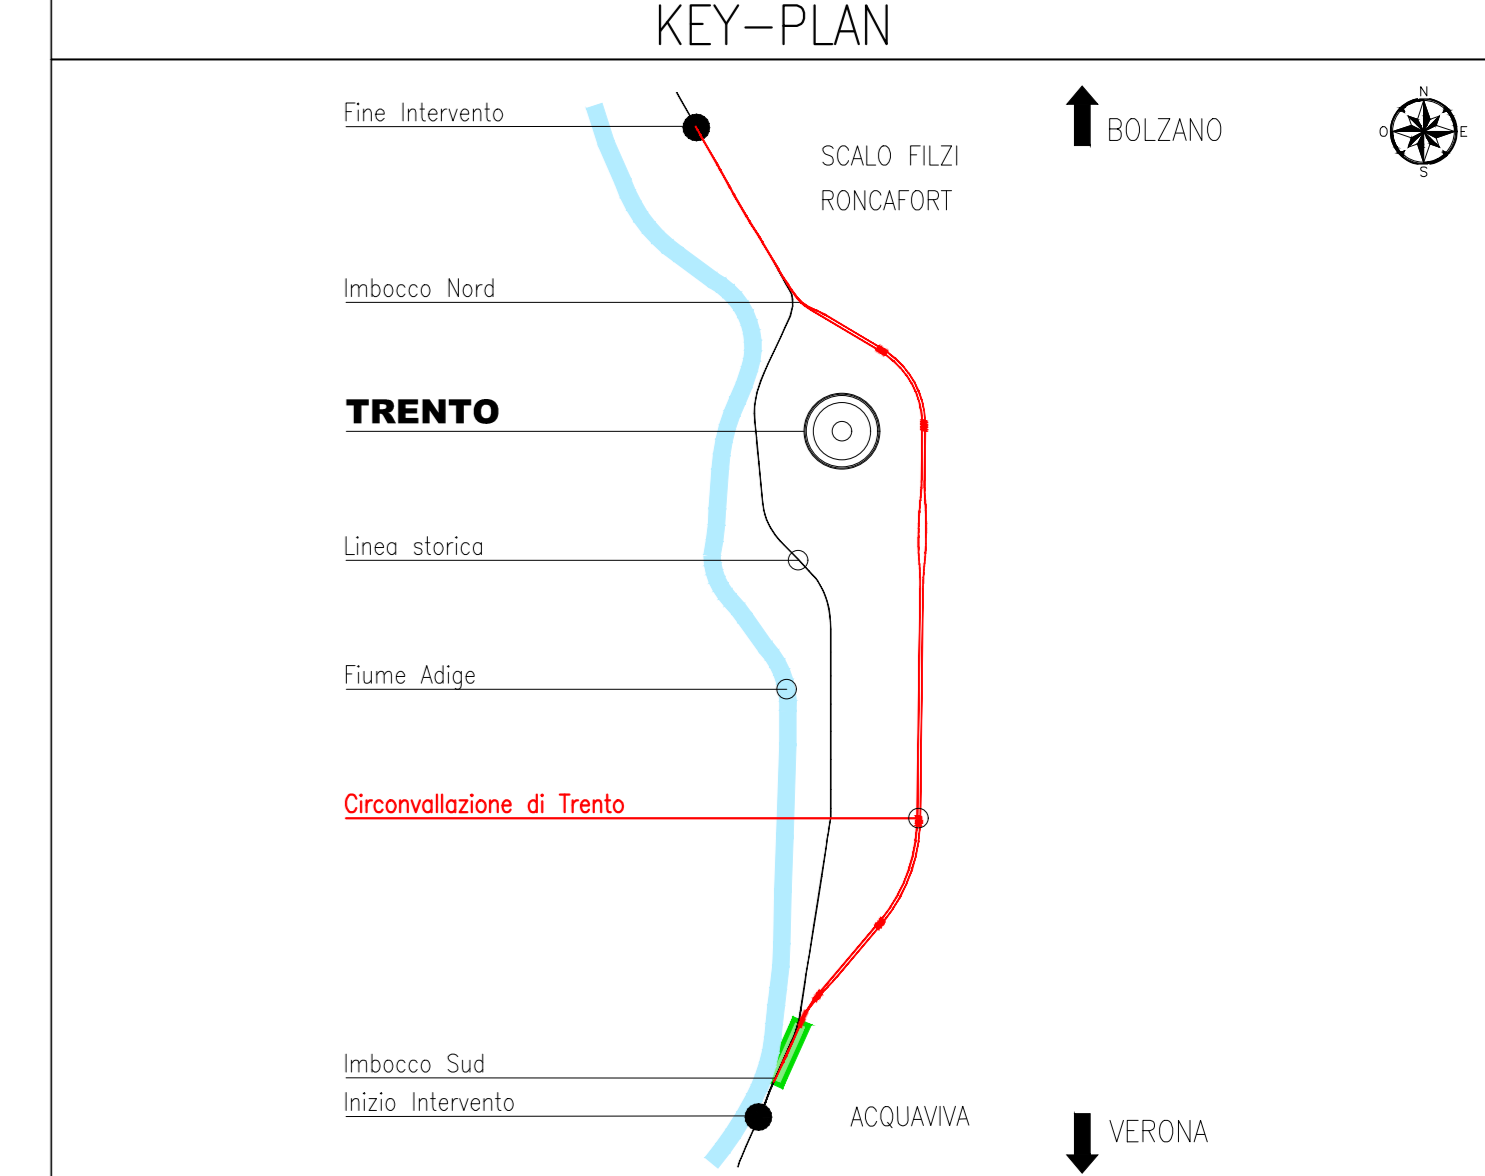 KEY-PLAN
Fine Intervento
BOLZANO
N
O
E
S
SCALO FILZI
RONCAFORT
Imbocco Nord
TRENTO
Linea storica
Fiume Adige
Circonvallazione di Trento
Imbocco Sud
Inizio Intervento
ACQUAVIVA
VERONA